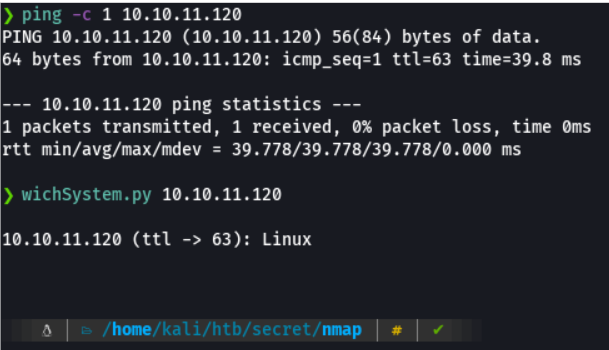 ❯ ping -c 1 10.10.11.120
PING 10.10.11.120 (10.10.11.120) 56(84) bytes of data.
64 bytes from 10.10.11.120: icmp_seq=1 ttl=63 time=39.8 ms
--- 10.10.11.120 ping statistics ---
1 packets transmitted, 1 received, 0% packet loss, time 0ms
rtt min/avg/max/mdev = 39.778/39.778/39.778/0.000 ms
❯ wichSystem.py 10.10.11.120
10.10.11.120 (ttl -> 63): Linux
/home/kali/htb/secret/nmap # ✔